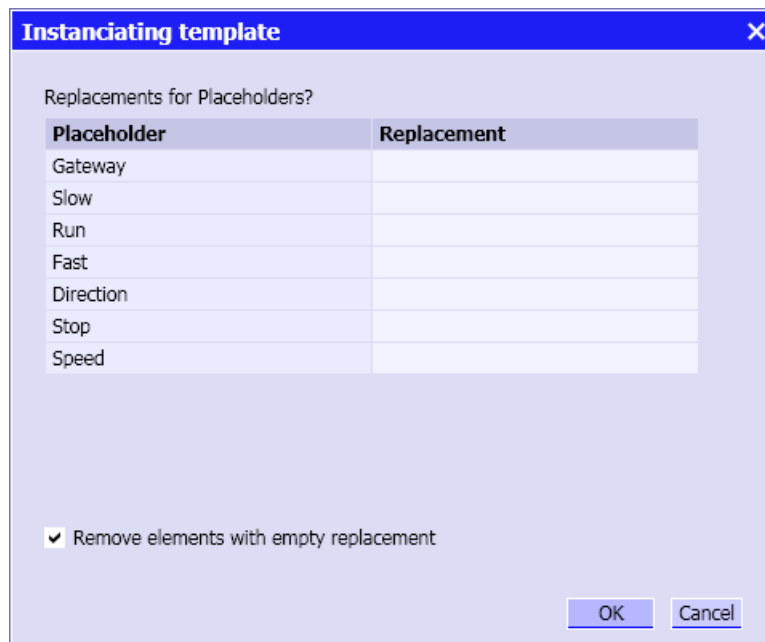 Instanciating template
Replacements for Placeholders?
Placeholder Replacement
Gateway
Slow
Run
Fast
Direction
Stop
Speed
Remove elements with empty replacement
OK Cancel